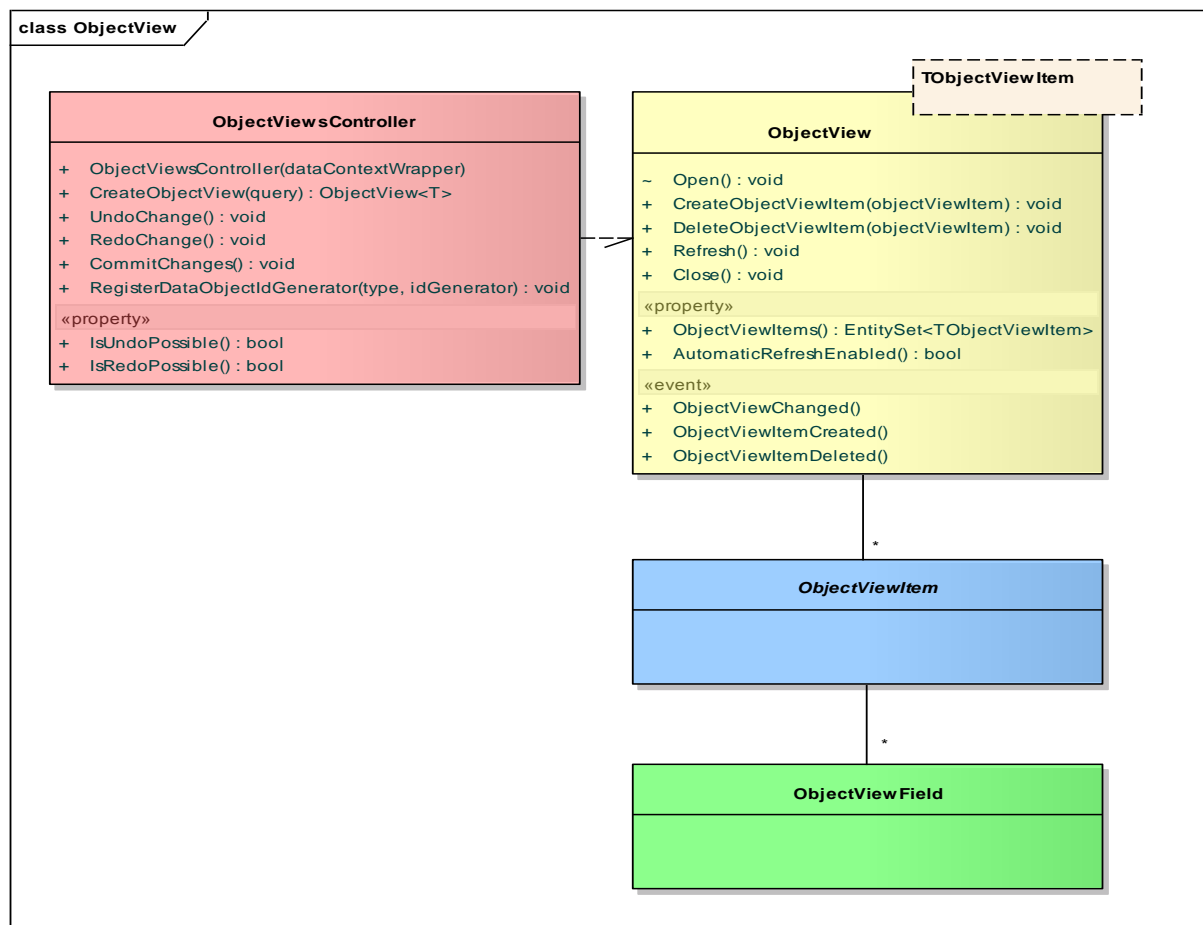 class ObjectView
ObjectViewsController
+ ObjectViewsController(dataContextWrapper)
+ CreateObjectView(query) : ObjectView<T>
+ UndoChange() : void
+ RedoChange() : void
+ CommitChanges() : void
+ RegisterDataObjectIdGenerator(type, idGenerator) : void
«property»
+ IsUndoPossible() : bool
+ IsRedoPossible() : bool
TObjectViewItem
ObjectView
~ Open() : void
+ CreateObjectViewItem(objectViewItem) : void
+ DeleteObjectViewItem(objectViewItem) : void
+ Refresh() : void
+ Close() : void
«property»
+ ObjectViewItems() : EntitySet<TObjectViewItem>
+ AutomaticRefreshEnabled() : bool
«event»
+ ObjectViewChanged()
+ ObjectViewItemCreated()
+ ObjectViewItemDeleted()
*
ObjectViewItem
*
ObjectViewField